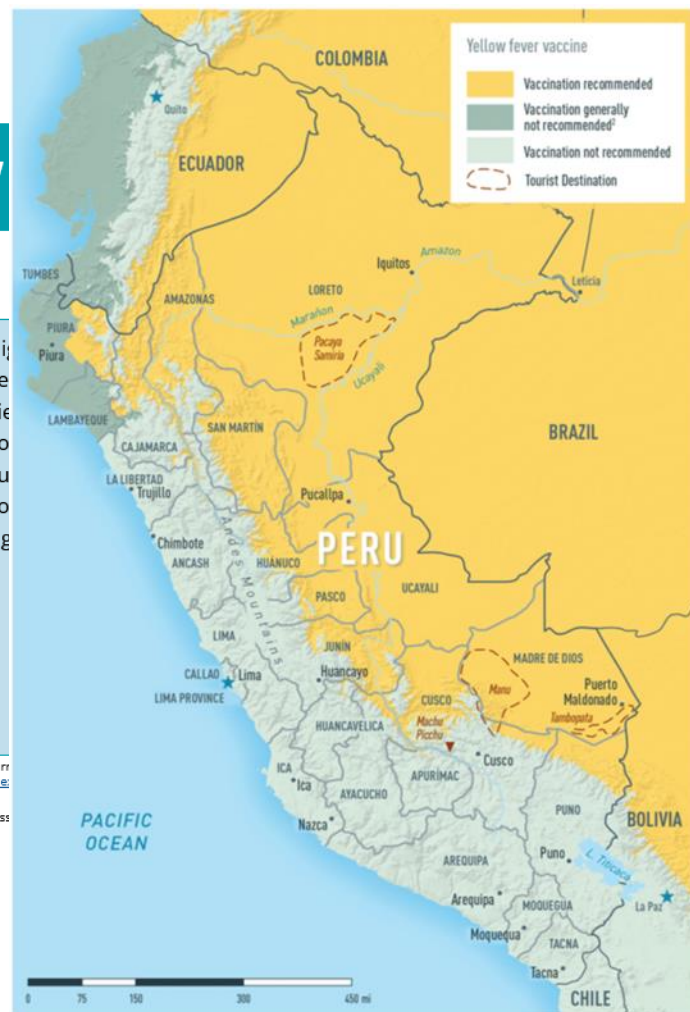 Yellow fever vaccine
Vaccination recommended
Vaccination generally
not recommended²
Vaccination not recommended
Tourist Destination
COLOMBIA
Quito
ECUADOR
Iquitos
Amazon
Leticia
TUMBES
AMAZONAS
LORETO
Marañon
Pacaya
Samiria
Ucayali
PIURA
Piura
LAMBAYEQUE
CAJAMARCA
SAN MARTÍN
BRAZIL
LA LIBERTAD
Trujillo
Pucallpa
PERU
Chimbote
ANCASH
Andes Mountains
HUÁNUCO
UCAYALI
PASCO
LIMA
JUNÍN
MADRE DE DIOS
CALLAO
Lima
LIMA PROVINCE
Huancayo
CUSCO
Manu
Puerto
Maldonado
Tambopata
Machu
Picchu
HUANCAVELICA
Cusco
ICA
Ica
AYACUCHO
APURÍMAC
PUNO
BOLIVIA
Nazca
PACIFIC
OCEAN
AREQUIPA
Puno
L. Titicaca
La Paz
Arequipa
MOQUEGUA
Moquegua
TACNA
Tacna
CHILE
0 75 150 300 450 mi